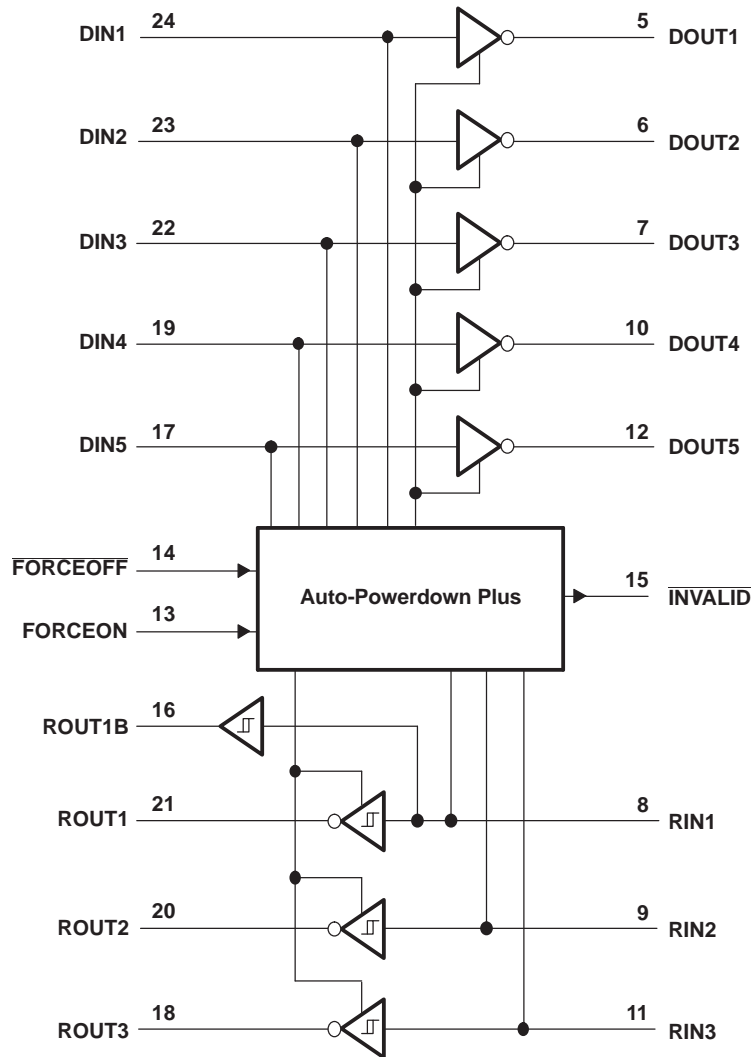 DIN1 24 5 DOUT1
DIN2 23 6 DOUT2
DIN3 22 7 DOUT3
DIN4 19 10 DOUT4
DIN5 17 12 DOUT5
FORCEOFF 14
Auto-Powerdown Plus 15 INVALID
FORCEON 13
ROUT1B 16
ROUT1 21 8 RIN1
ROUT2 20 9 RIN2
ROUT3 18 11 RIN3